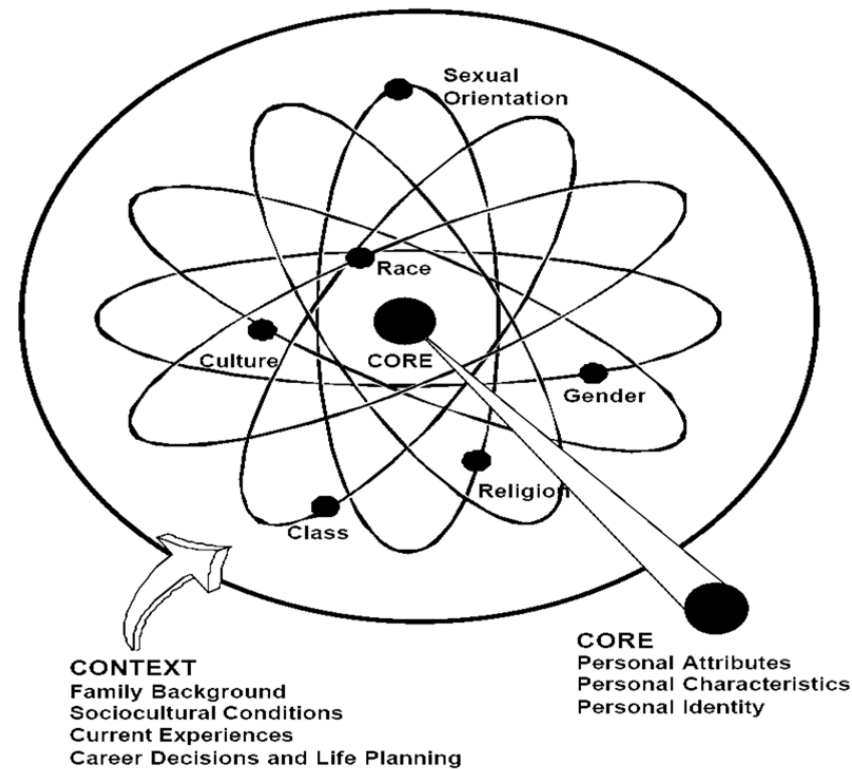 Sexual
Orientation
Race
Culture
CORE
Gender
Religion
Class
CONTEXT
Family Background
Sociocultural Conditions
Current Experiences
Career Decisions and Life Planning
CORE
Personal Attributes
Personal Characteristics
Personal Identity